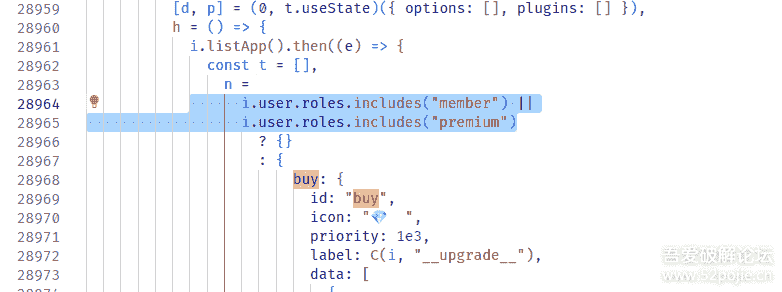 28959 [d, p] = (0, t.useState)({ options: [], plugins: [] }),
28960 h = () => {
28961 i.listApp().then((e) => {
28962 const t = [],
28963 n =
28964 i.user.roles.includes("member") ||
28965 i.user.roles.includes("premium")
28966 ? {}
28967 : {
28968 buy: {
28969 id: "buy",
28970 icon: "💎 ",
28971 priority: 1e3,
28972 label: C(i, "__upgrade__"),
28973 data: [
吾爱破解论坛
www.52pojie.cn